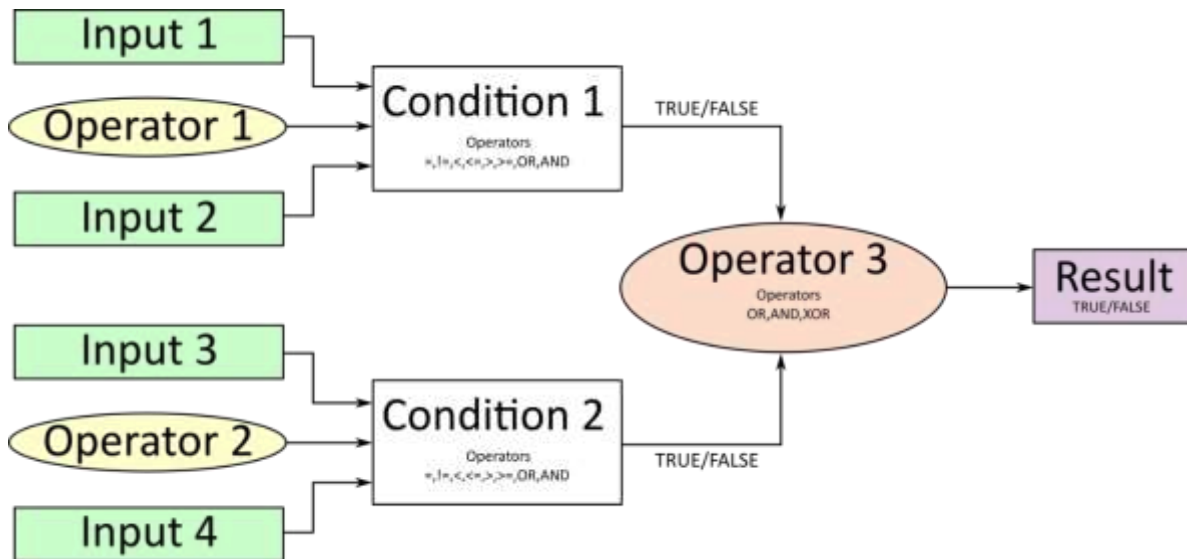 Input 1
Operator 1
Input 2
Condition 1
Operators
=,!=,<,<=,>,>=,OR,AND
TRUE/FALSE
Input 3
Operator 2
Input 4
Condition 2
Operators
=,!=,<,<=,>,>=,OR,AND
TRUE/FALSE
Operator 3
Operators
OR,AND,XOR
Result
TRUE/FALSE